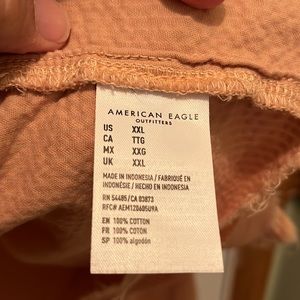 AMERICAN EAGLE
OUTFITTERS
US XXL
CA TTG
MX XXG
UK XXL
MADE IN INDONESIA / FABRIQUÉ EN
INDONÉSIE / HECHO EN INDONESIA
RN 54485/CA 03873
RFC# AEM120605U9A
EN 100% COTTON
FR 100% COTON
SP 100% algodón